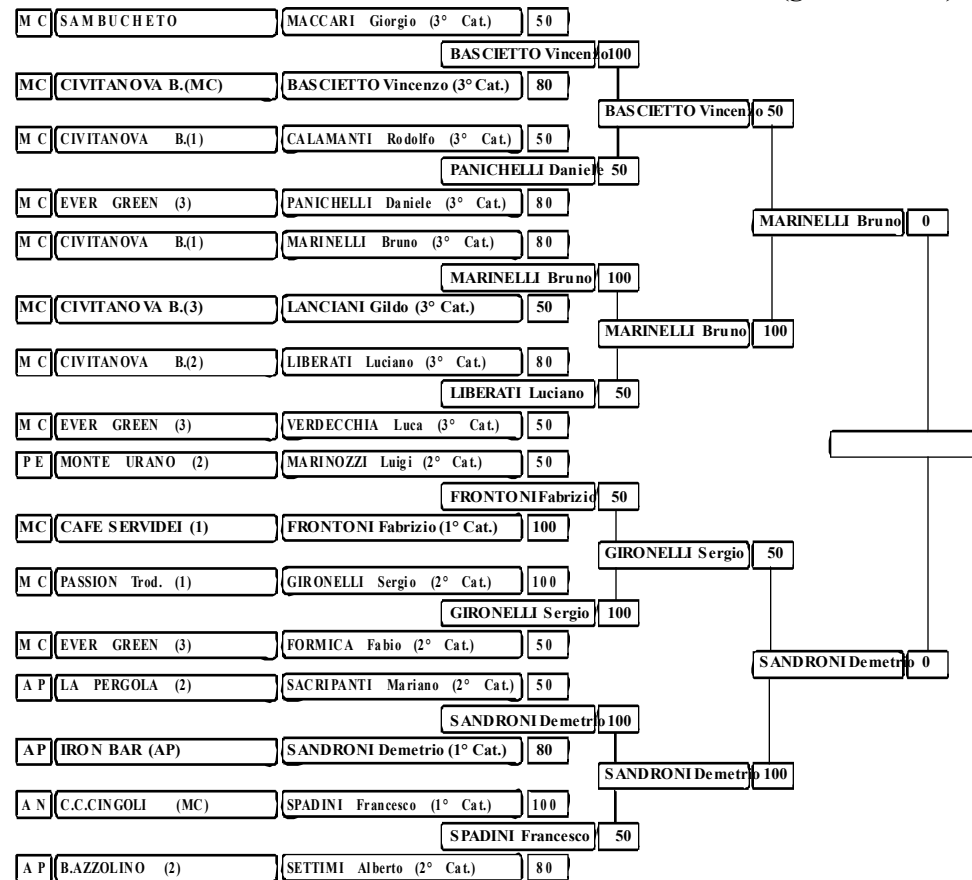 M C SAMBUCHETO MACCARI Giorgio (3° Cat.) 50
BASCIETTO Vincenzo 100
MC CIVITANOVA B.(MC) BASCIETTO Vincenzo (3° Cat.) 80
BASCIETTO Vincenzo 50
M C CIVITANOVA B.(1) CALAMANTI Rodolfo (3° Cat.) 50
PANICHELLI Daniele 50
M C EVER GREEN (3) PANICHELLI Daniele (3° Cat.) 80
MARINELLI Bruno 0
M C CIVITANOVA B.(1) MARINELLI Bruno (3° Cat.) 80
MARINELLI Bruno 100
MC CIVITANOVA B.(3) LANCIANI Gildo (3° Cat.) 50
MARINELLI Bruno 100
M C CIVITANOVA B.(2) LIBERATI Luciano (3° Cat.) 80
LIBERATI Luciano 50
M C EVER GREEN (3) VERDECCHIA Luca (3° Cat.) 50
P E MONTE URANO (2) MARINOZZI Luigi (2° Cat.) 50
FRONTONI Fabrizio 50
MC CAFE SERVIDEI (1) FRONTONI Fabrizio (1° Cat.) 100
GIRONELLI Sergio 50
M C PASSION Trod. (1) GIRONELLI Sergio (2° Cat.) 100
GIRONELLI Sergio 100
M C EVER GREEN (3) FORMICA Fabio (2° Cat.) 50
SANDRONI Demetrio 0
A P LA PERGOLA (2) SACRIPANTI Mariano (2° Cat.) 50
SANDRONI Demetrio 100
AP IRON BAR (AP) SANDRONI Demetrio (1° Cat.) 80
SANDRONI Demetrio 100
A N C.C.CINGOLI (MC) SPADINI Francesco (1° Cat.) 100
SPADINI Francesco 50
A P B.AZZOLINO (2) SETTIMI Alberto (2° Cat.) 80